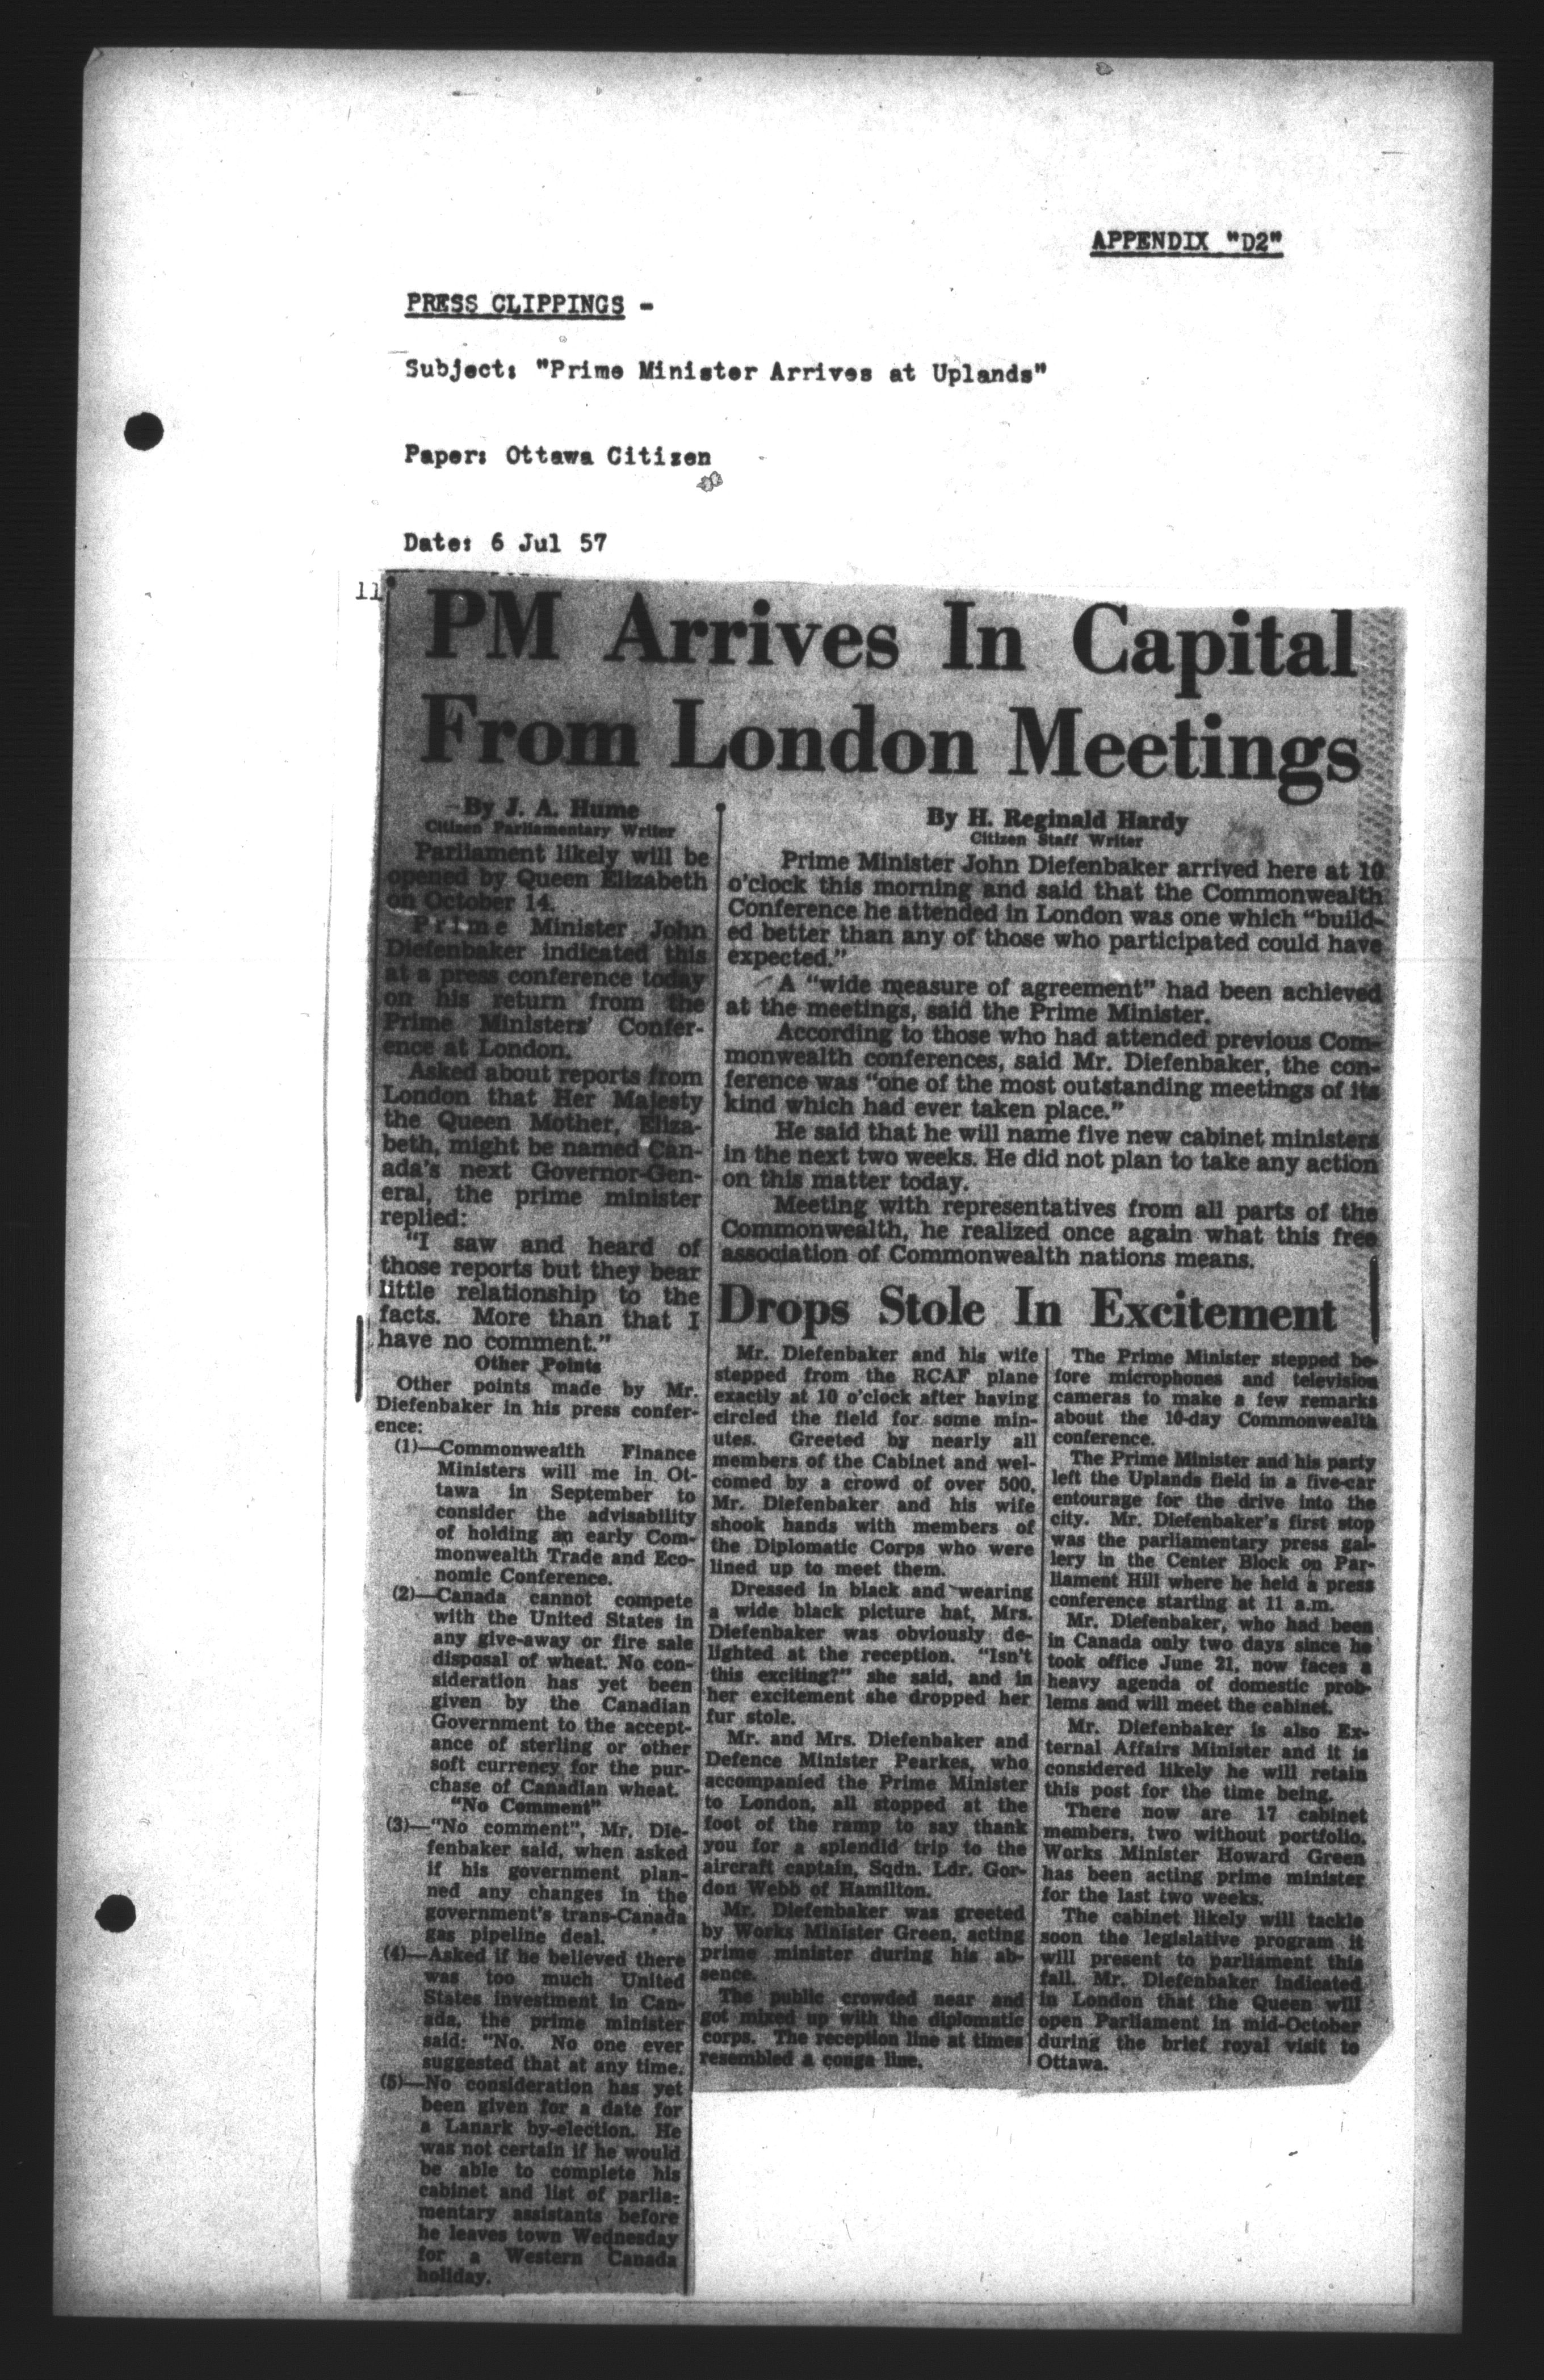 APPENDIX "D2"
PRESS CLIPPINGS -
Subject: "Prime Minister Arrives at Uplands"
Paper: Ottawa Citizen
Date: 6 Jul 57
11
PM Arrives In Capital
From London Meetings
By J. A. Hume
Citizen Parliamentary Writer
Parliament likely will be
opened by Queen Elizabeth
on October 14.
Prime Minister John
Diefenbaker indicated this
at a press conference today
on his return from the
Prime Ministers' Confer-
ence at London.
Asked about reports from
London that Her Majesty
the Queen Mother, Eliza-
beth, might be named Can-
ada's next Governor-Gen-
eral, the prime minister
replied:
"I saw and heard of
those reports but they bear
little relationship to the
facts. More than that I
have no comment."
Other Points
Other points made by Mr.
Diefenbaker in his press confer-
ence:
(1)—Commonwealth Finance
Ministers will me in Ot-
tawa in September to
consider the advisability
of holding an early Com-
monwealth Trade and Eco-
nomic Conference.
(2)—Canada cannot compete
with the United States in
any give-away or fire sale
disposal of wheat. No con-
sideration has yet been
given by the Canadian
Government to the accept-
ance of sterling or other
soft currency for the pur-
chase of Canadian wheat.
"No Comment"
(3)—"No comment", Mr. Die-
fenbaker said, when asked
if his government plan-
ned any changes in the
government's trans-Canada
gas pipeline deal.
(4)—Asked if he believed there
was too much United
States investment in Can-
ada, the prime minister
said: "No. No one ever
suggested that at any time.
(5)—No consideration has yet
been given for a date for
a Lanark by-election. He
was not certain if he would
be able to complete his
cabinet and list of parlia-
mentary assistants before
he leaves town Wednesday
for a Western Canada
holiday.
By H. Reginald Hardy
Citizen Staff Writer
Prime Minister John Diefenbaker arrived here at 10
o'clock this morning and said that the Commonwealth
Conference he attended in London was one which "build-
ed better than any of those who participated could have
expected."
A "wide measure of agreement" had been achieved
at the meetings, said the Prime Minister.
According to those who had attended previous Com-
monwealth conferences, said Mr. Diefenbaker, the con-
ference was "one of the most outstanding meetings of its
kind which had ever taken place."
He said that he will name five new cabinet ministers
in the next two weeks. He did not plan to take any action
on this matter today.
Meeting with representatives from all parts of the
Commonwealth, he realized once again what this free
association of Commonwealth nations means.
Drops Stole In Excitement
Mr. Diefenbaker and his wife
stepped from the RCAF plane
exactly at 10 o'clock after having
circled the field for some min-
utes. Greeted by nearly all
members of the Cabinet and wel-
comed by a crowd of over 500,
Mr. Diefenbaker and his wife
shook hands with members of
the Diplomatic Corps who were
lined up to meet them.
Dressed in black and wearing
a wide black picture hat, Mrs.
Diefenbaker was obviously de-
lighted at the reception. "Isn't
this exciting?" she said, and in
her excitement she dropped her
fur stole.
Mr. and Mrs. Diefenbaker and
Defence Minister Pearkes, who
accompanied the Prime Minister
to London, all stopped at the
foot of the ramp to say thank
you for a splendid trip to the
aircraft captain, Sqdn. Ldr. Gor-
don Webb of Hamilton.
Mr. Diefenbaker was greeted
by Works Minister Green, acting
prime minister during his ab-
sence.
The public crowded near and
got mixed up with the diplomatic
corps. The reception line at times
resembled a conga line.
The Prime Minister stepped be-
fore microphones and television
cameras to make a few remarks
about the 10-day Commonwealth
conference.
The Prime Minister and his party
left the Uplands field in a five-car
entourage for the drive into the
city. Mr. Diefenbaker's first stop
was the parliamentary press gal-
lery in the Center Block on Par-
liament Hill where he held a press
conference starting at 11 a.m.
Mr. Diefenbaker, who had been
in Canada only two days since he
took office June 21, now faces a
heavy agenda of domestic prob-
lems and will meet the cabinet.
Mr. Diefenbaker is also Ex-
ternal Affairs Minister and it is
considered likely he will retain
this post for the time being.
There now are 17 cabinet
members, two without portfolio.
Works Minister Howard Green
has been acting prime minister
for the last two weeks.
The cabinet likely will tackle
soon the legislative program it
will present to parliament this
fall. Mr. Diefenbaker indicated
in London that the Queen will
open Parliament in mid-October
during the brief royal visit to
Ottawa.